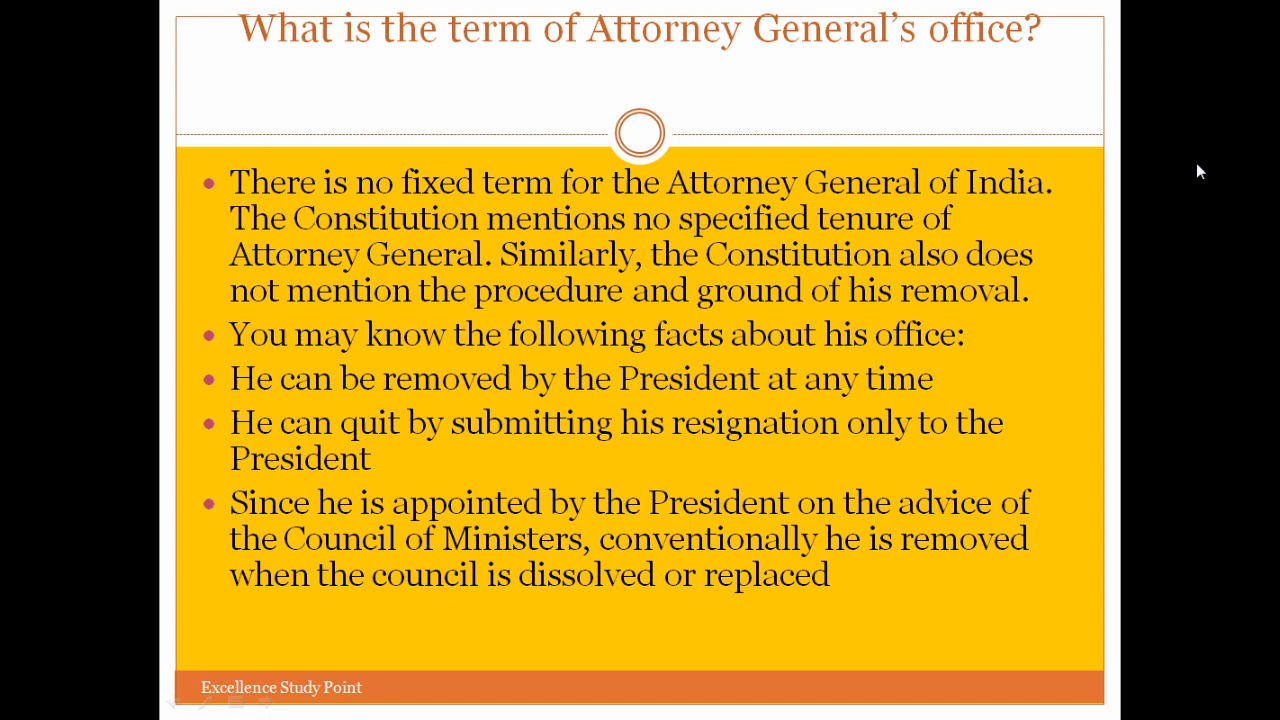 What is the term of Attorney General’s office?
There is no fixed term for the Attorney General of India.
The Constitution mentions no specified tenure of
Attorney General. Similarly, the Constitution also does
not mention the procedure and ground of his removal.
You may know the following facts about his office:
He can be removed by the President at any time
He can quit by submitting his resignation only to the
President
Since he is appointed by the President on the advice of
the Council of Ministers, conventionally he is removed
when the council is dissolved or replaced
Excellence Study Point